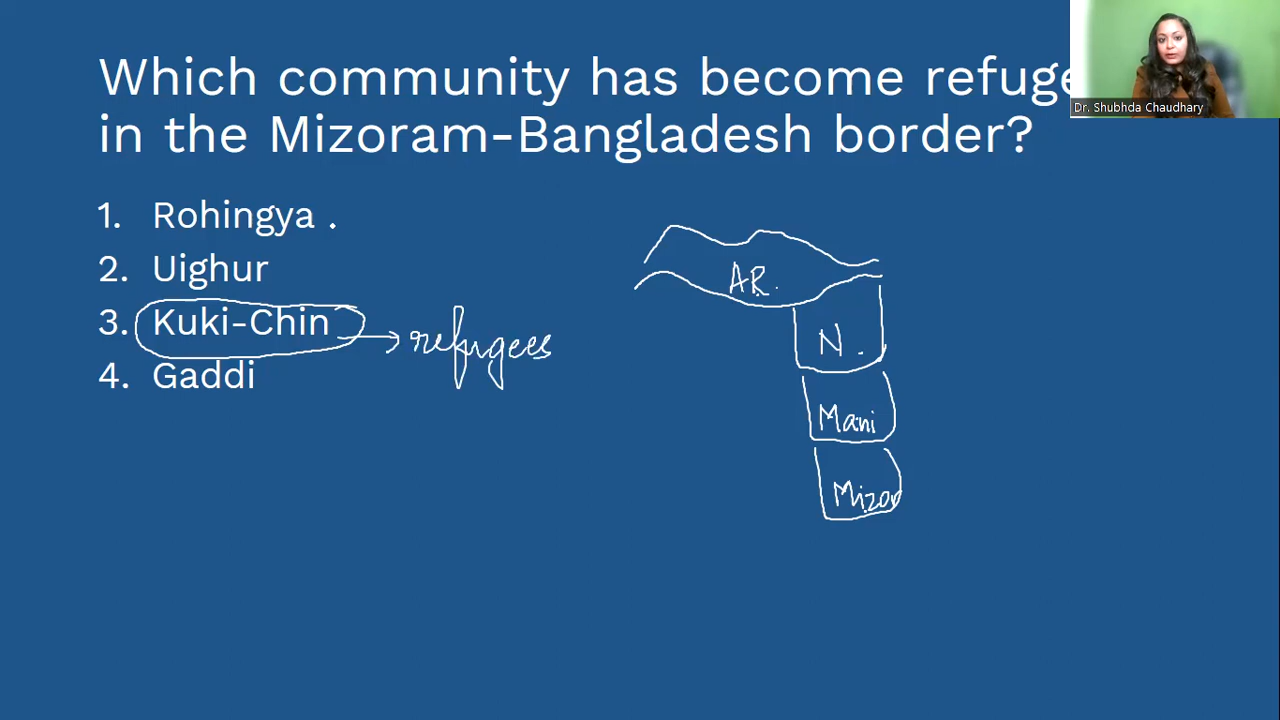 Which community has become refuge
in the Mizoram-Bangladesh border?
Dr. Shubhda Chaudhary
1. Rohingya .
2. Uighur
3. Kuki-Chin
refugees
4. Gaddi
AR.
N.
Mani
Mizor